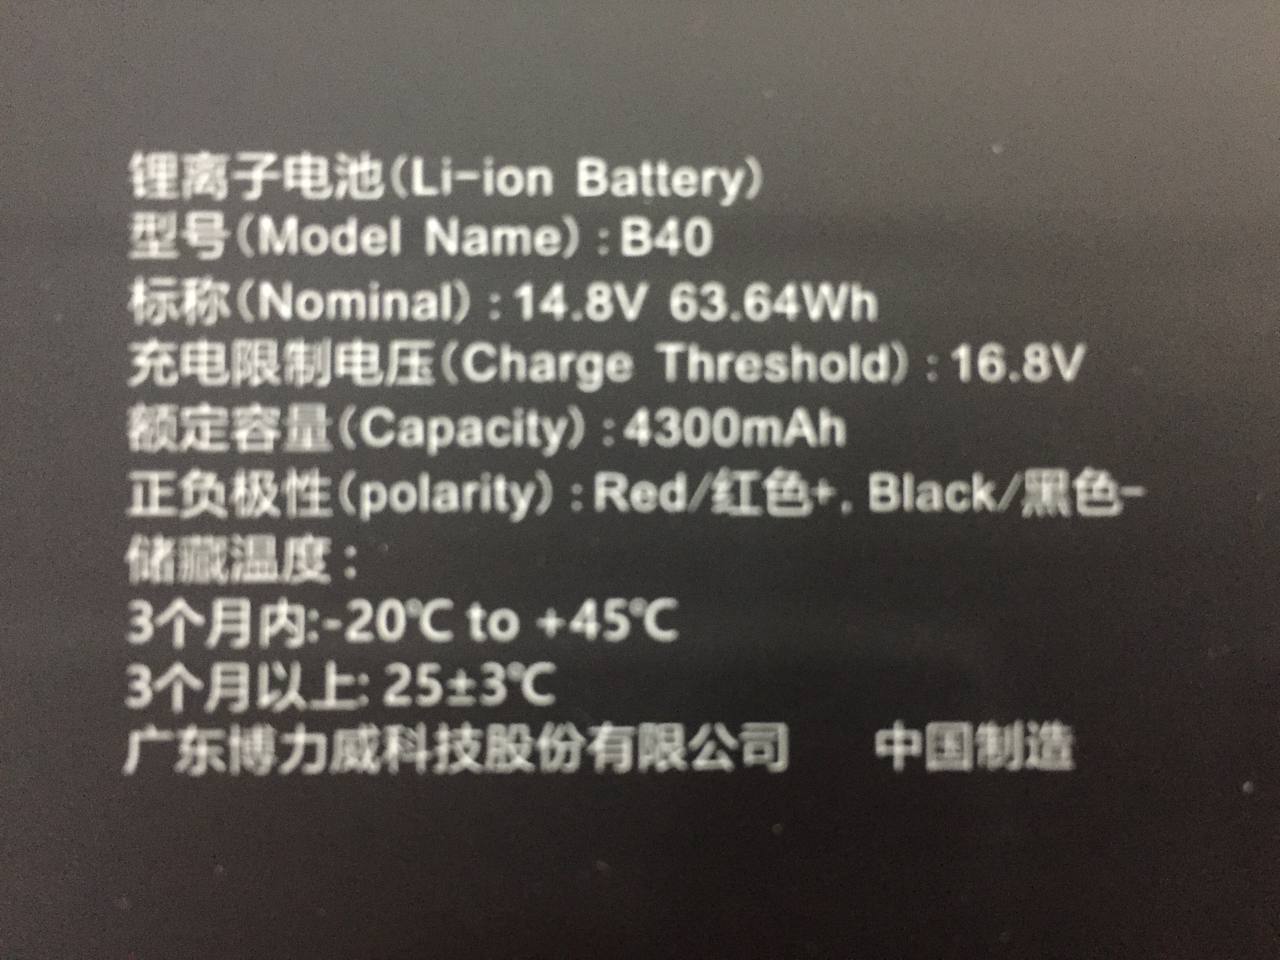 锂离子电池(Li-ion Battery)
型号(Model Name) : B40
标称(Nominal) : 14.8V 63.64Wh
充电限制电压(Charge Threshold) : 16.8V
额定容量(Capacity) : 4300mAh
正负极性(polarity) : Red/红色+, Black/黑色-
储藏温度 :
3个月内:-20℃ to +45℃
3个月以上: 25±3℃
广东博力威科技股份有限公司 中国制造